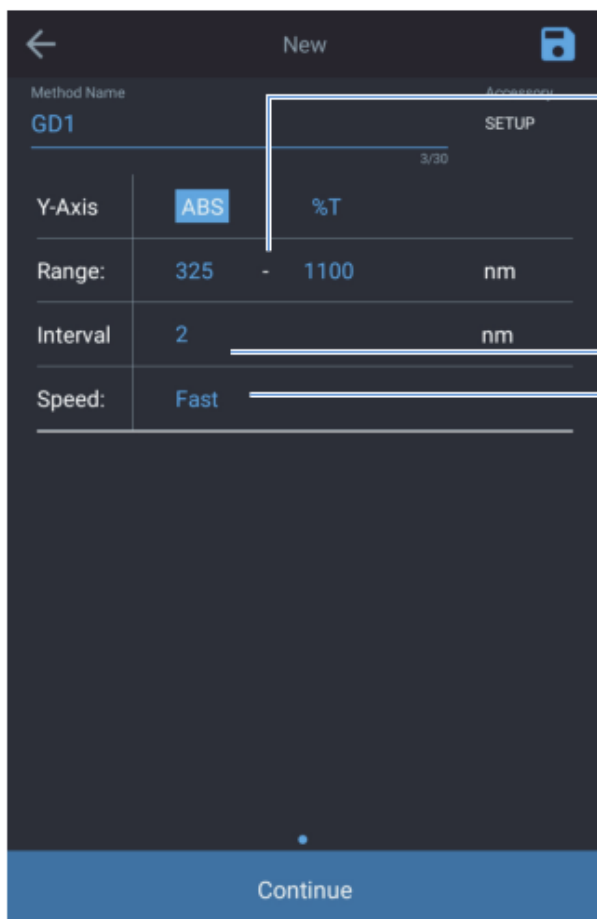 New
Method Name Accessory
GD1 SETUP
3/30
Y-Axis ABS %T
Range: 325 - 1100 nm
Interval 2 nm
Speed: Fast
Continue